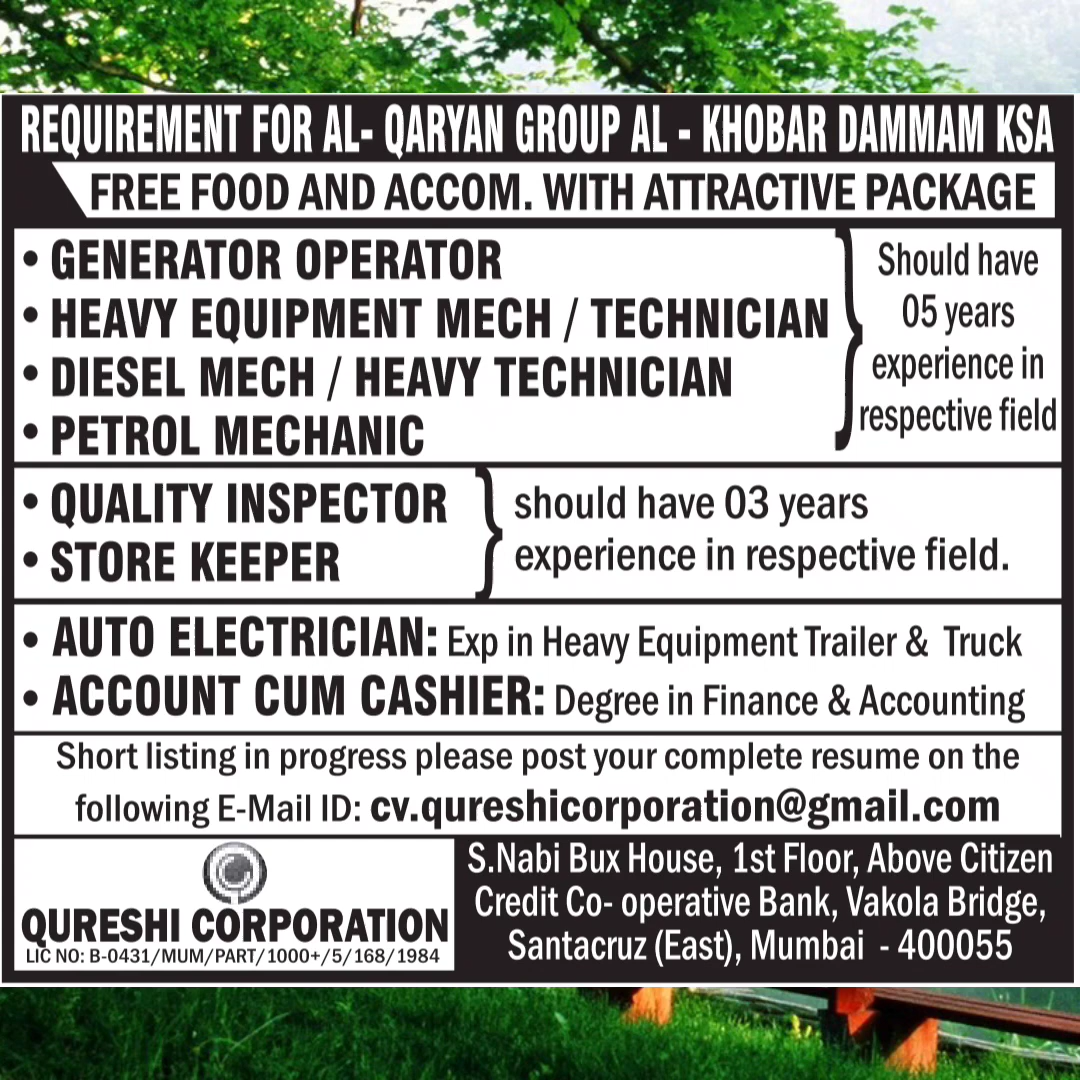 REQUIREMENT FOR AL- QARYAN GROUP AL - KHOBAR DAMMAM KSA
FREE FOOD AND ACCOM. WITH ATTRACTIVE PACKAGE
• GENERATOR OPERATOR
• HEAVY EQUIPMENT MECH / TECHNICIAN
• DIESEL MECH / HEAVY TECHNICIAN
• PETROL MECHANIC
Should have
05 years
experience in
respective field
• QUALITY INSPECTOR
• STORE KEEPER
should have 03 years
experience in respective field.
• AUTO ELECTRICIAN: Exp in Heavy Equipment Trailer & Truck
• ACCOUNT CUM CASHIER: Degree in Finance & Accounting
Short listing in progress please post your complete resume on the
following E-Mail ID: cv.qureshicorporation@gmail.com
QURESHI CORPORATION
LIC NO: B-0431/MUM/PART/1000+/5/168/1984
S.Nabi Bux House, 1st Floor, Above Citizen
Credit Co- operative Bank, Vakola Bridge,
Santacruz (East), Mumbai - 400055